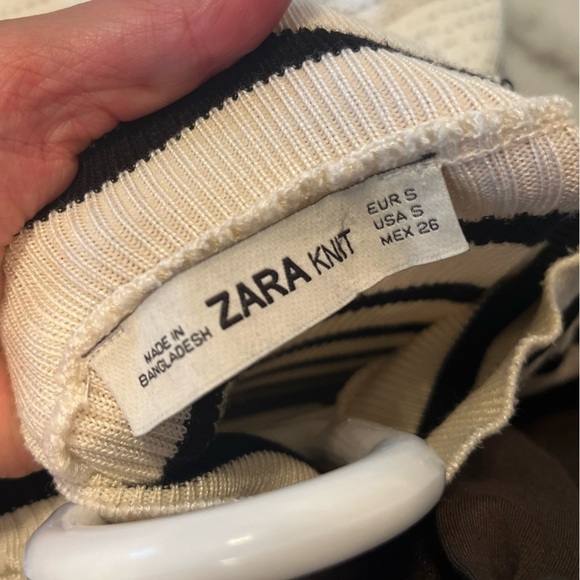 MADE IN
BANGLADESH
ZARA KNIT
EUR S
USA S
MEX 26